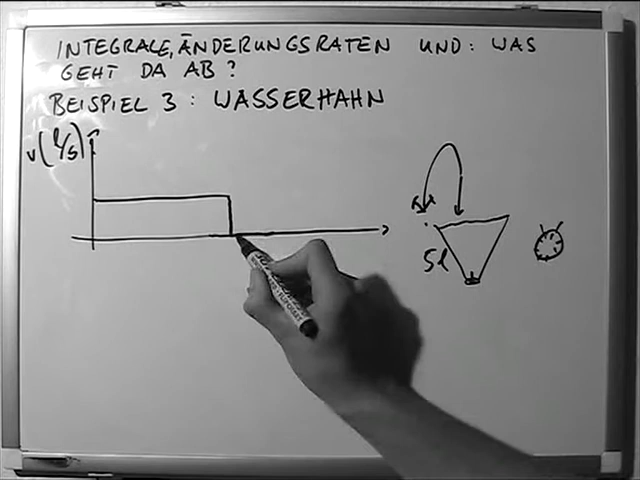 INTEGRALE, ÄNDERUNGSRATEN UND: WAS
GEHT DA AB?
BEISPIEL 3: WASSERHAHN
v(l/s)
5l